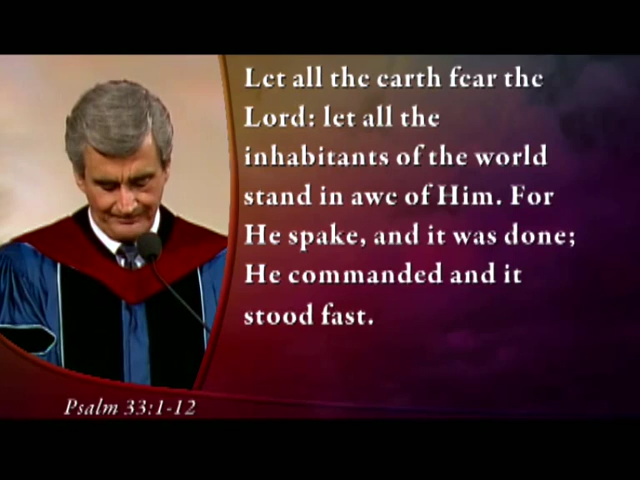 Let all the earth fear the
Lord: let all the
inhabitants of the world
stand in awe of Him. For
He spake, and it was done;
He commanded and it
stood fast.
Psalm 33:1-12